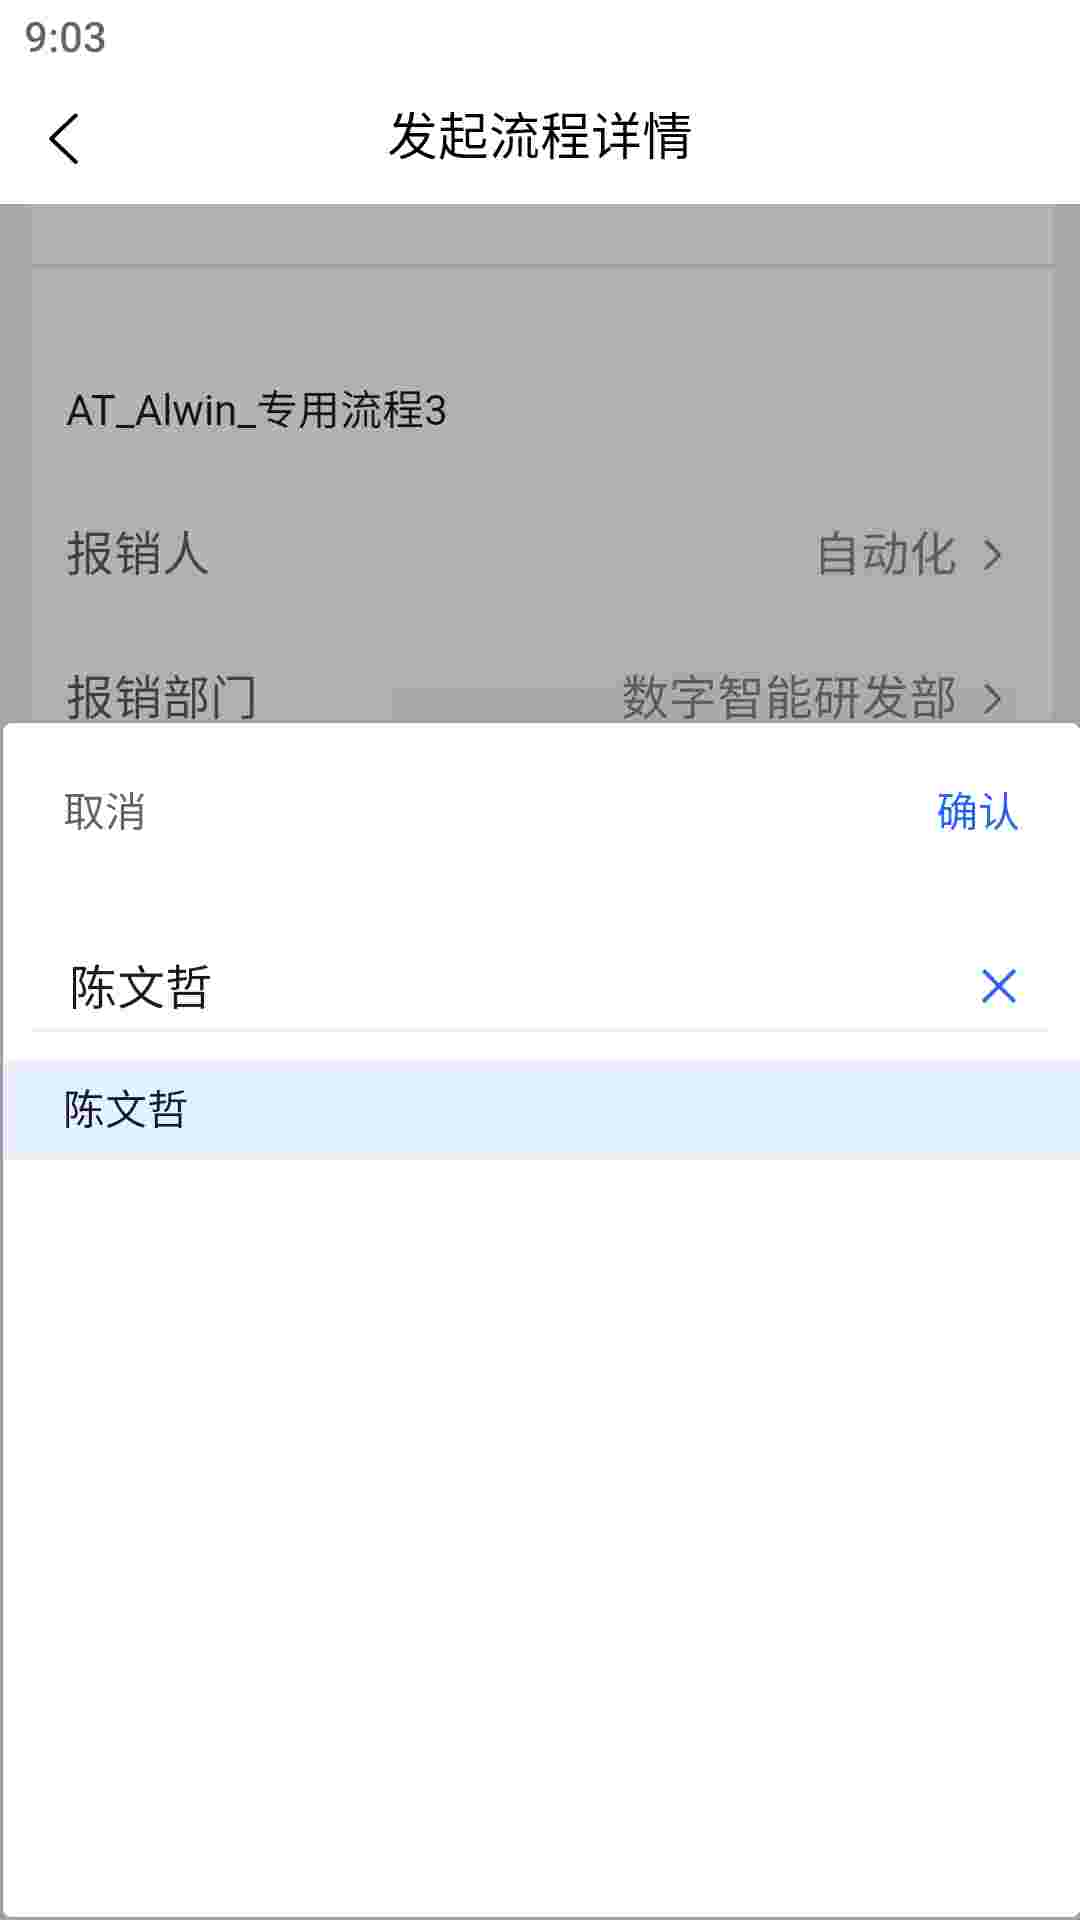 9:03
发起流程详情
AT_Alwin_专用流程3
报销人 自动化
报销部门 数字智能研发部
取消 确认
陈文哲
陈文哲